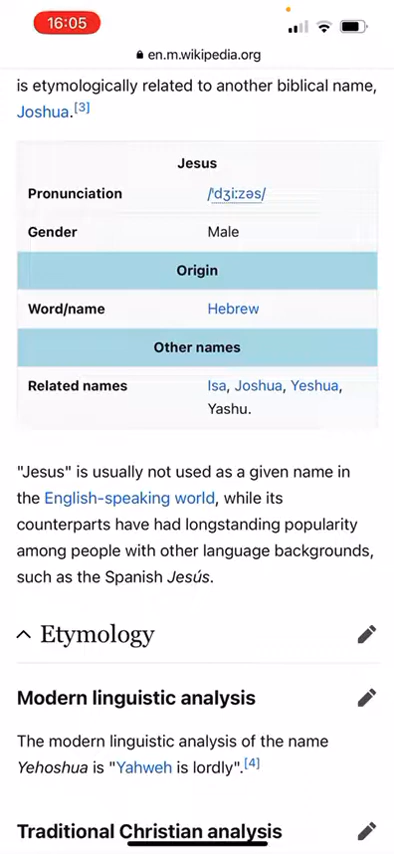 16:05
en.m.wikipedia.org
is etymologically related to another biblical name,
Joshua.[3]
Jesus
Pronunciation /ˈdʒiːzəs/
Gender Male
Origin
Word/name Hebrew
Other names
Related names Isa, Joshua, Yeshua,
Yashu.
"Jesus" is usually not used as a given name in
the English-speaking world, while its
counterparts have had longstanding popularity
among people with other language backgrounds,
such as the Spanish Jesús.
Etymology
Modern linguistic analysis
The modern linguistic analysis of the name
Yehoshua is "Yahweh is lordly".[4]
Traditional Christian analysis